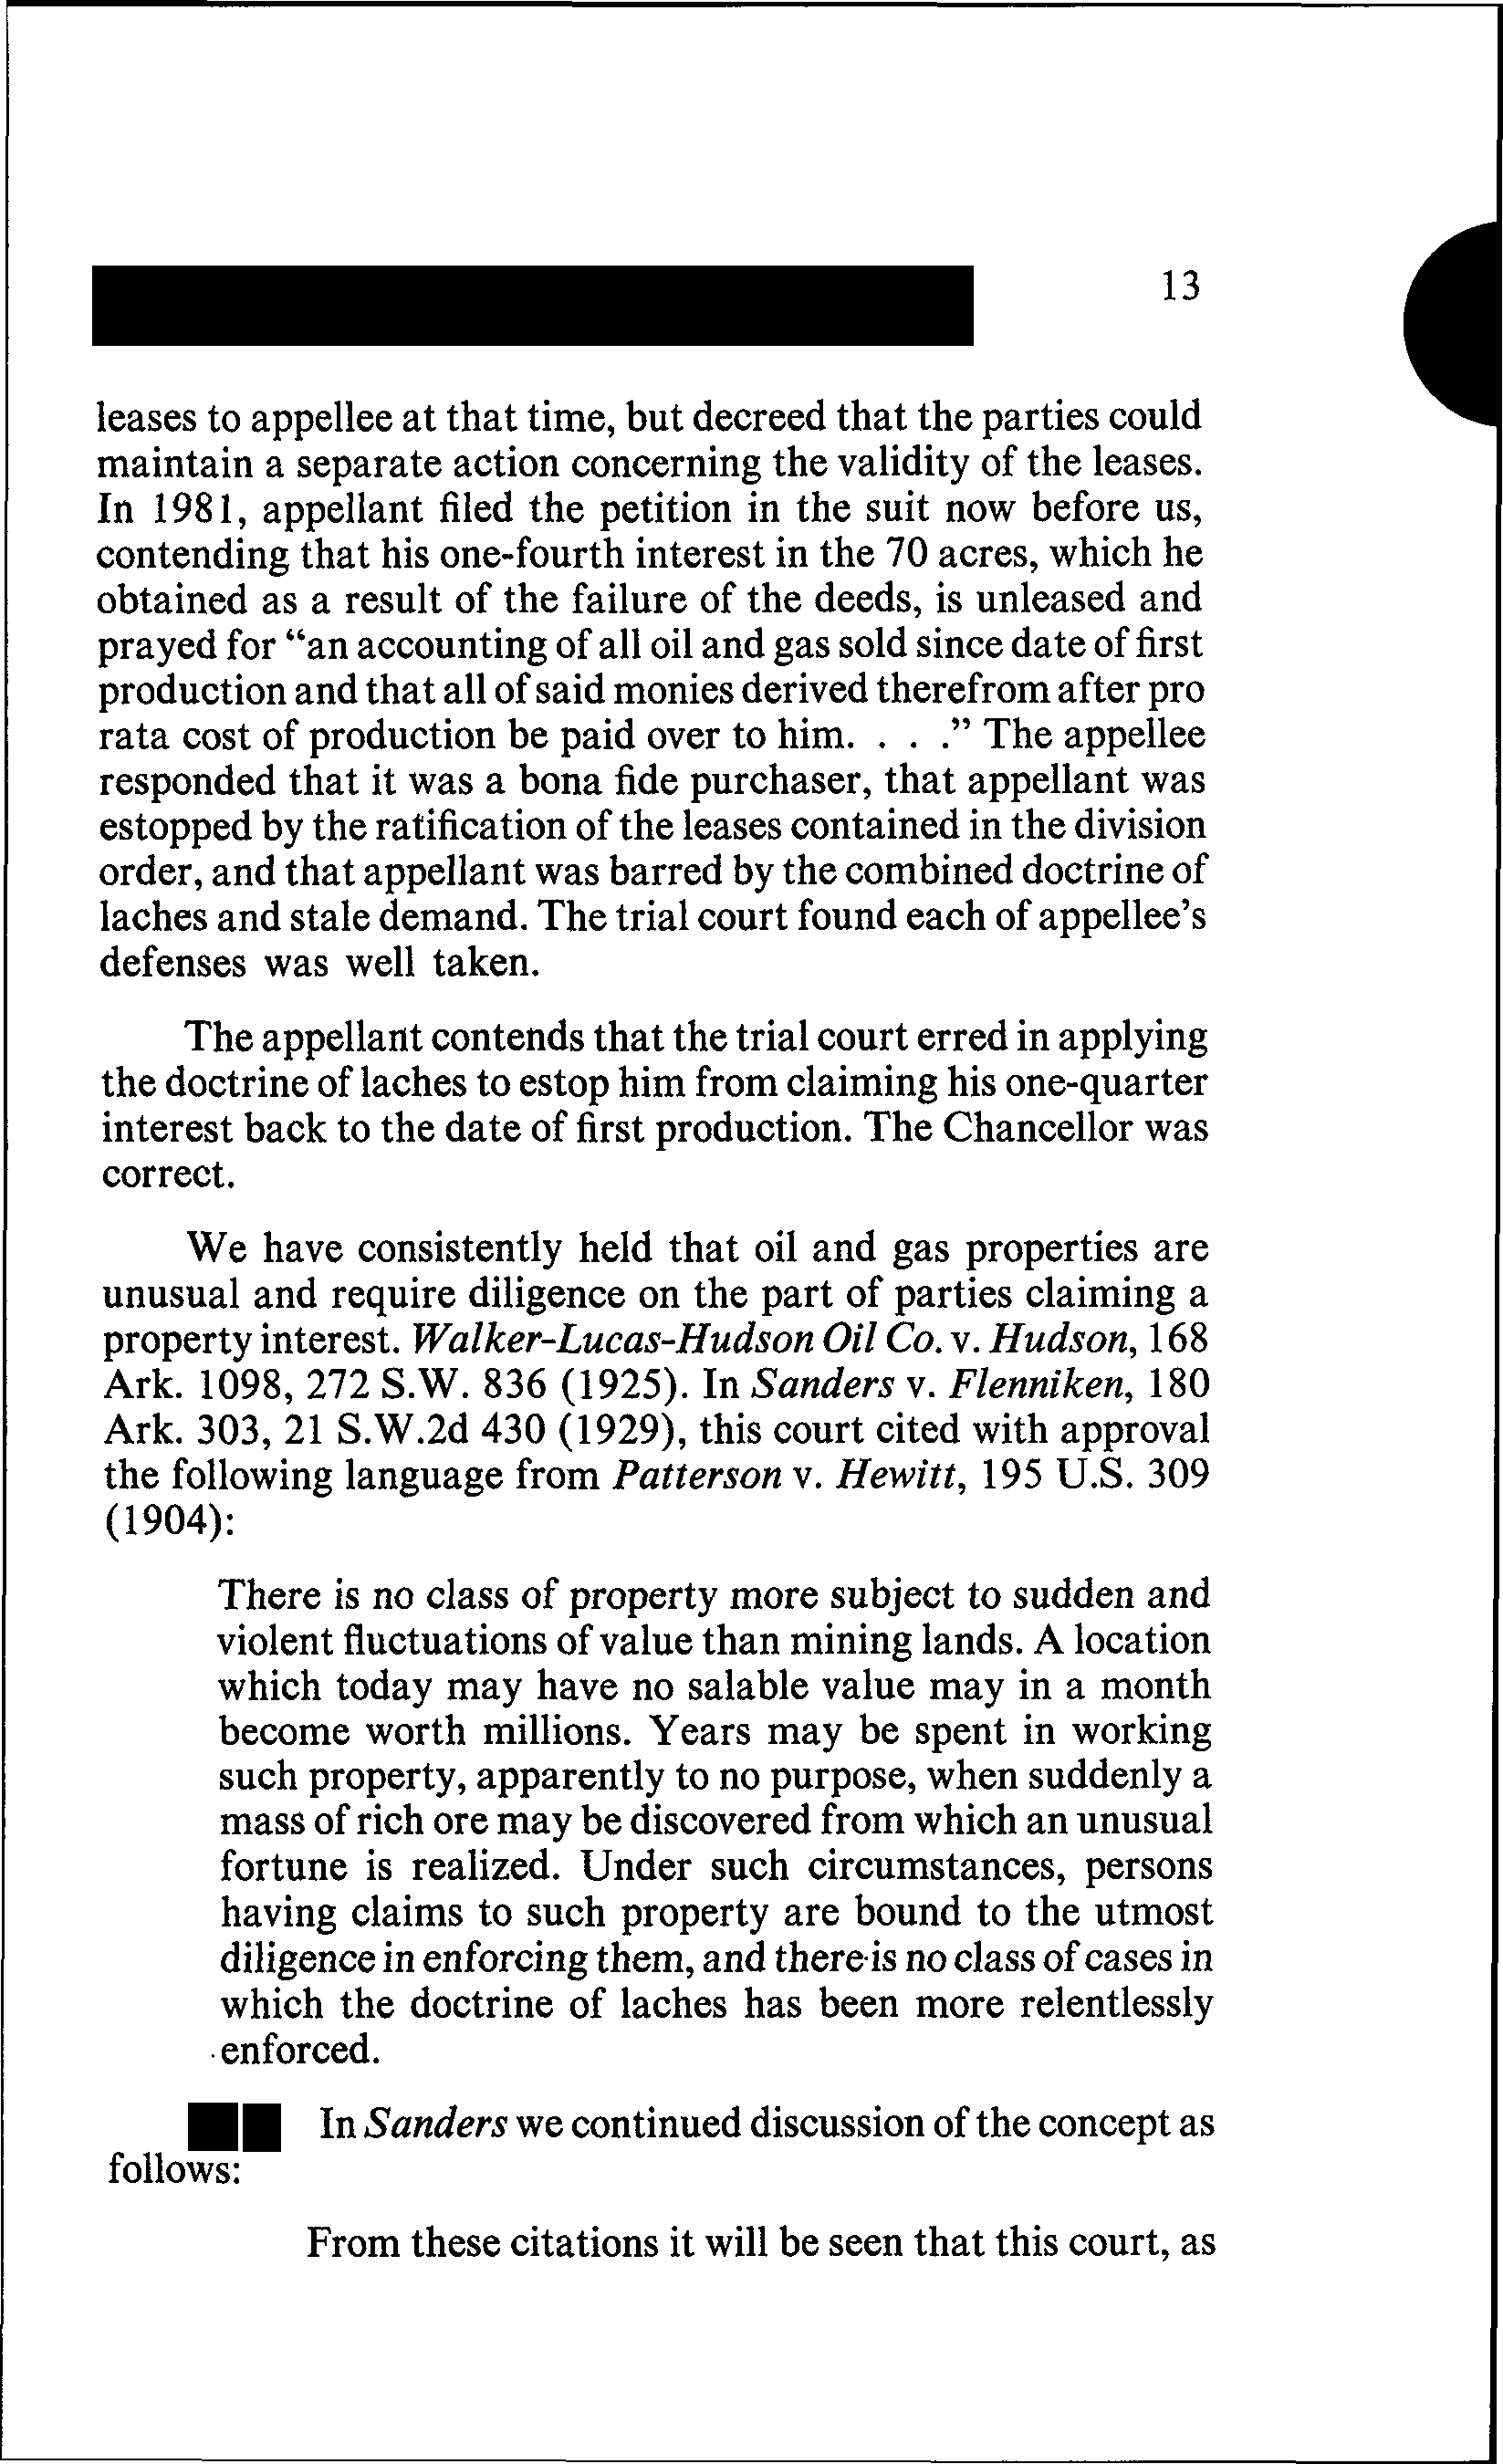 13
leases to appellee at that time, but decreed that the parties could
maintain a separate action concerning the validity of the leases.
In 1981, appellant filed the petition in the suit now before us,
contending that his one-fourth interest in the 70 acres, which he
obtained as a result of the failure of the deeds, is unleased and
prayed for “an accounting of all oil and gas sold since date of first
production and that all of said monies derived therefrom after pro
rata cost of production be paid over to him. . . .” The appellee
responded that it was a bona fide purchaser, that appellant was
estopped by the ratification of the leases contained in the division
order, and that appellant was barred by the combined doctrine of
laches and stale demand. The trial court found each of appellee’s
defenses was well taken.
The appellant contends that the trial court erred in applying
the doctrine of laches to estop him from claiming his one-quarter
interest back to the date of first production. The Chancellor was
correct.
We have consistently held that oil and gas properties are
unusual and require diligence on the part of parties claiming a
property interest. Walker-Lucas-Hudson Oil Co. v. Hudson, 168
Ark. 1098, 272 S.W. 836 (1925). In Sanders v. Flenniken, 180
Ark. 303, 21 S.W.2d 430 (1929), this court cited with approval
the following language from Patterson v. Hewitt, 195 U.S. 309
(1904):
There is no class of property more subject to sudden and
violent fluctuations of value than mining lands. A location
which today may have no salable value may in a month
become worth millions. Years may be spent in working
such property, apparently to no purpose, when suddenly a
mass of rich ore may be discovered from which an unusual
fortune is realized. Under such circumstances, persons
having claims to such property are bound to the utmost
diligence in enforcing them, and there is no class of cases in
which the doctrine of laches has been more relentlessly
enforced.
In Sanders we continued discussion of the concept as
follows:
From these citations it will be seen that this court, as